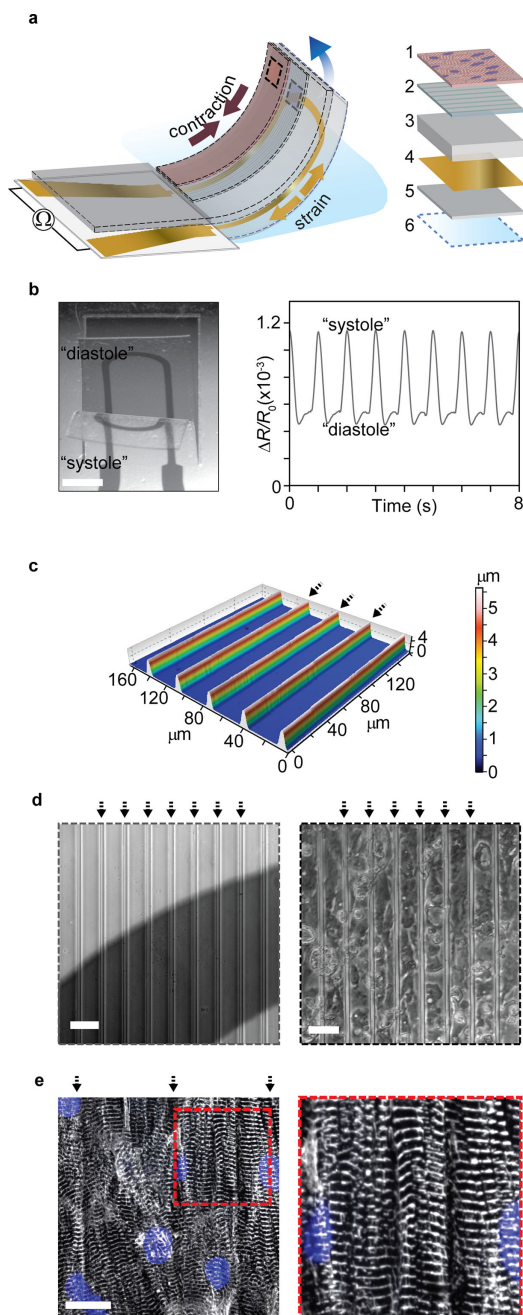 a
contraction
strain
Ω
1
2
3
4
5
6
b
"diastole"
"systole"
ΔR/R0(x10-3)
1.2
0
"systole"
"diastole"
0
8
Time (s)
c
μm
5
4
3
2
1
0
4
0
160
120
80
40
0
μm
0
40
80
120
μm
d
e